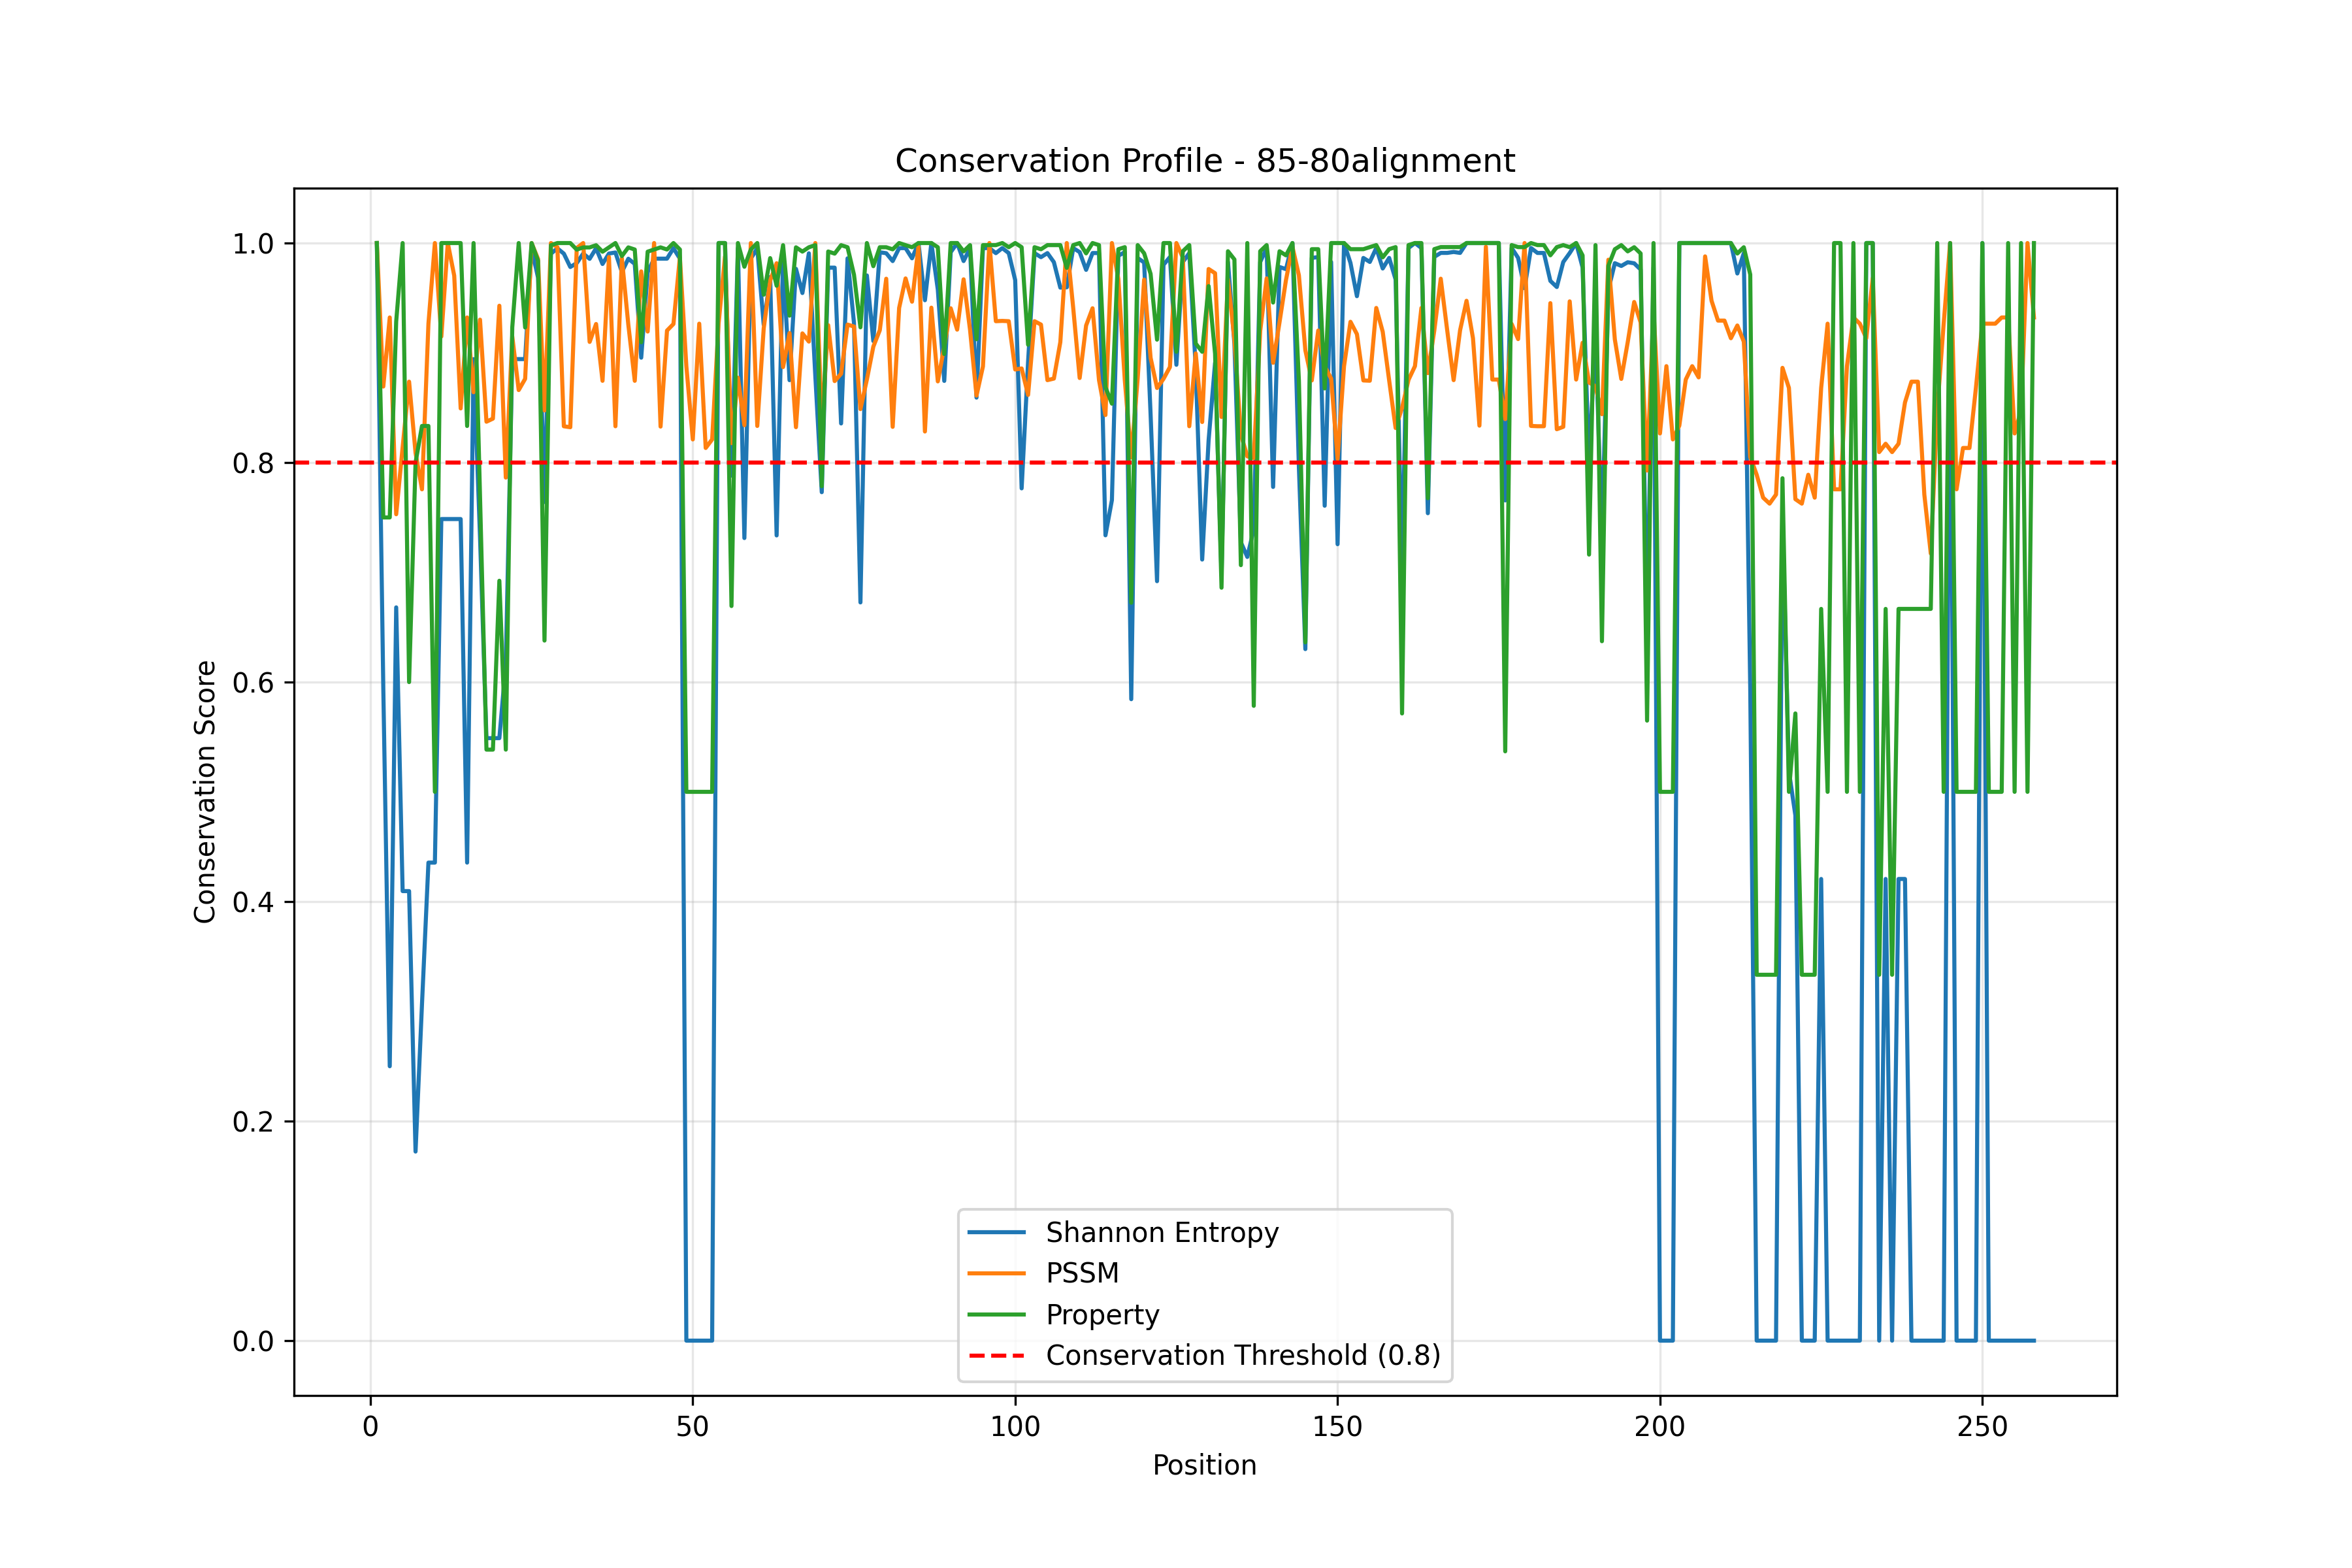 Conservation Profile - 85-80alignment
Conservation Score
1.0
0.8
0.6
0.4
0.2
0.0
Shannon Entropy
PSSM
Property
Conservation Threshold (0.8)
0 50 100 150 200 250
Position